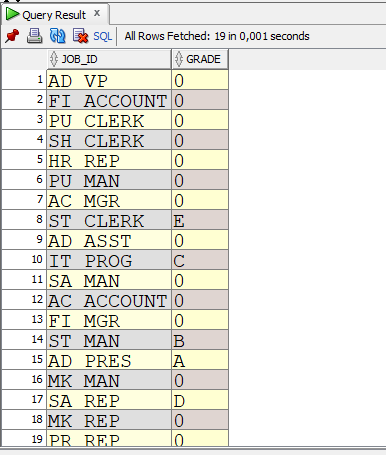 Query Result x
SQL | All Rows Fetched: 19 in 0,001 seconds
JOB_ID GRADE
1 AD VP 0
2 FI ACCOUNT 0
3 PU CLERK 0
4 SH CLERK 0
5 HR REP 0
6 PU MAN 0
7 AC MGR 0
8 ST CLERK E
9 AD ASST 0
10 IT PROG C
11 SA MAN 0
12 AC ACCOUNT 0
13 FI MGR 0
14 ST MAN B
15 AD PRES A
16 MK MAN 0
17 SA REP D
18 MK REP 0
19 PR REP 0